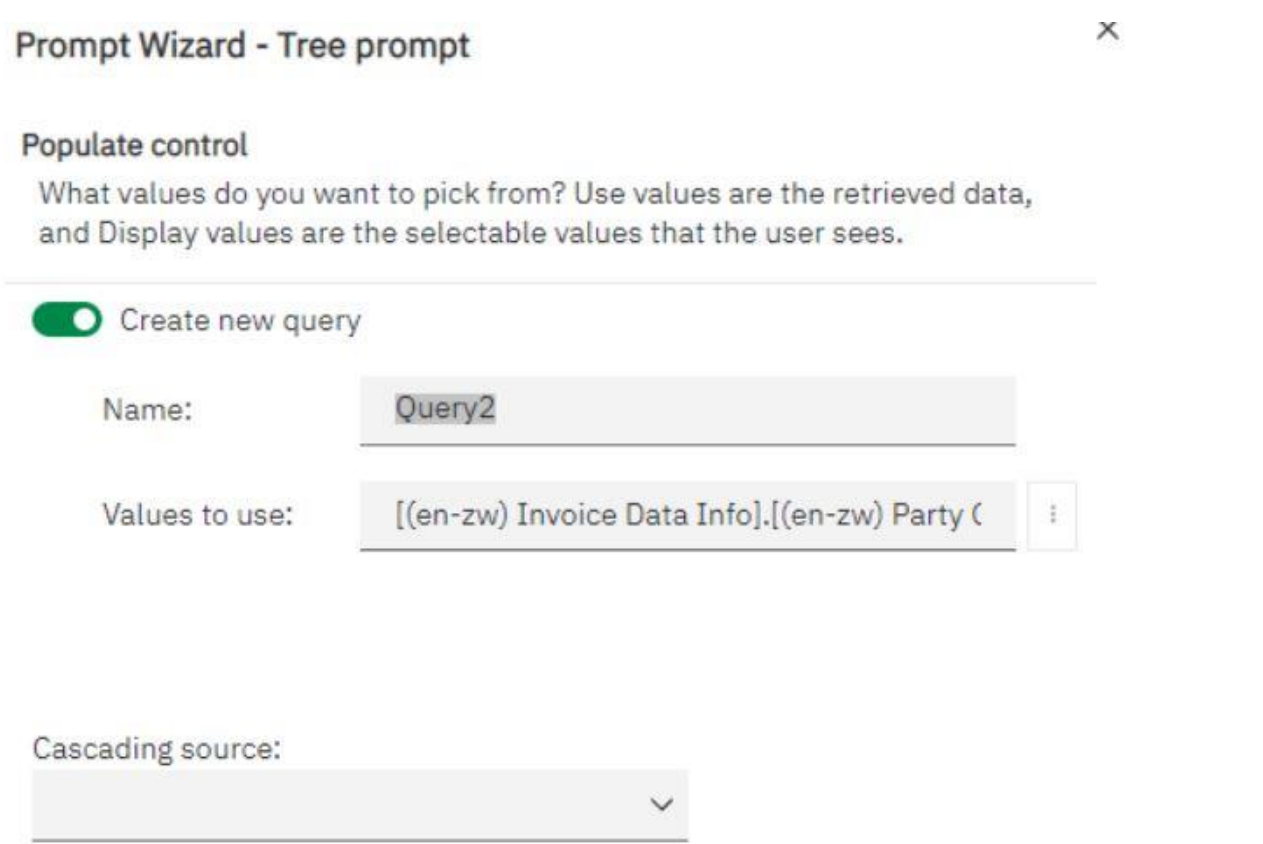 Prompt Wizard - Tree prompt
Populate control
What values do you want to pick from? Use values are the retrieved data,
and Display values are the selectable values that the user sees.
Create new query
Name: Query2
Values to use: [(en-zw) Invoice Data Info].[(en-zw) Party (
Cascading source: